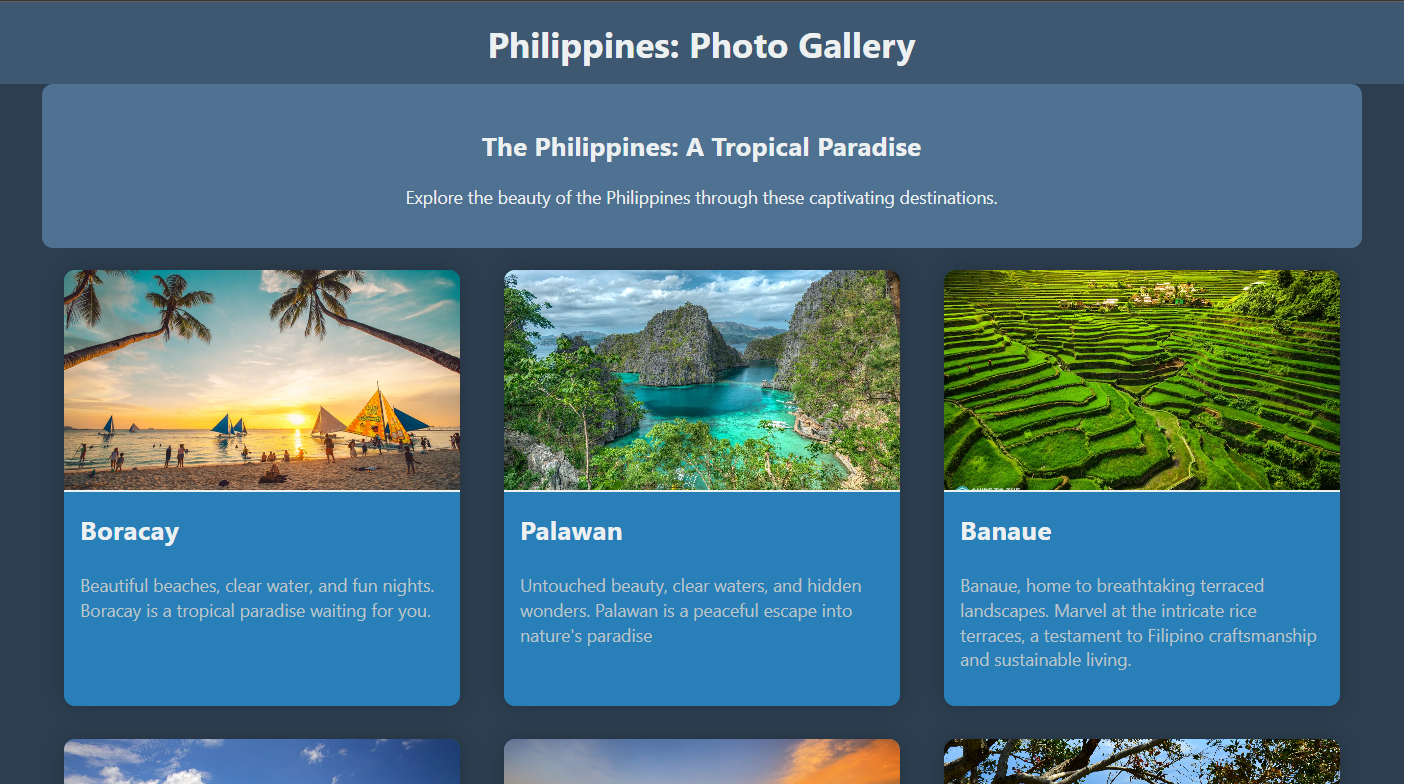 Philippines: Photo Gallery
The Philippines: A Tropical Paradise
Explore the beauty of the Philippines through these captivating destinations.
Boracay
Beautiful beaches, clear water, and fun nights.
Boracay is a tropical paradise waiting for you.
Palawan
Untouched beauty, clear waters, and hidden
wonders. Palawan is a peaceful escape into
nature's paradise
Banaue
Banaue, home to breathtaking terraced
landscapes. Marvel at the intricate rice
terraces, a testament to Filipino craftsmanship
and sustainable living.